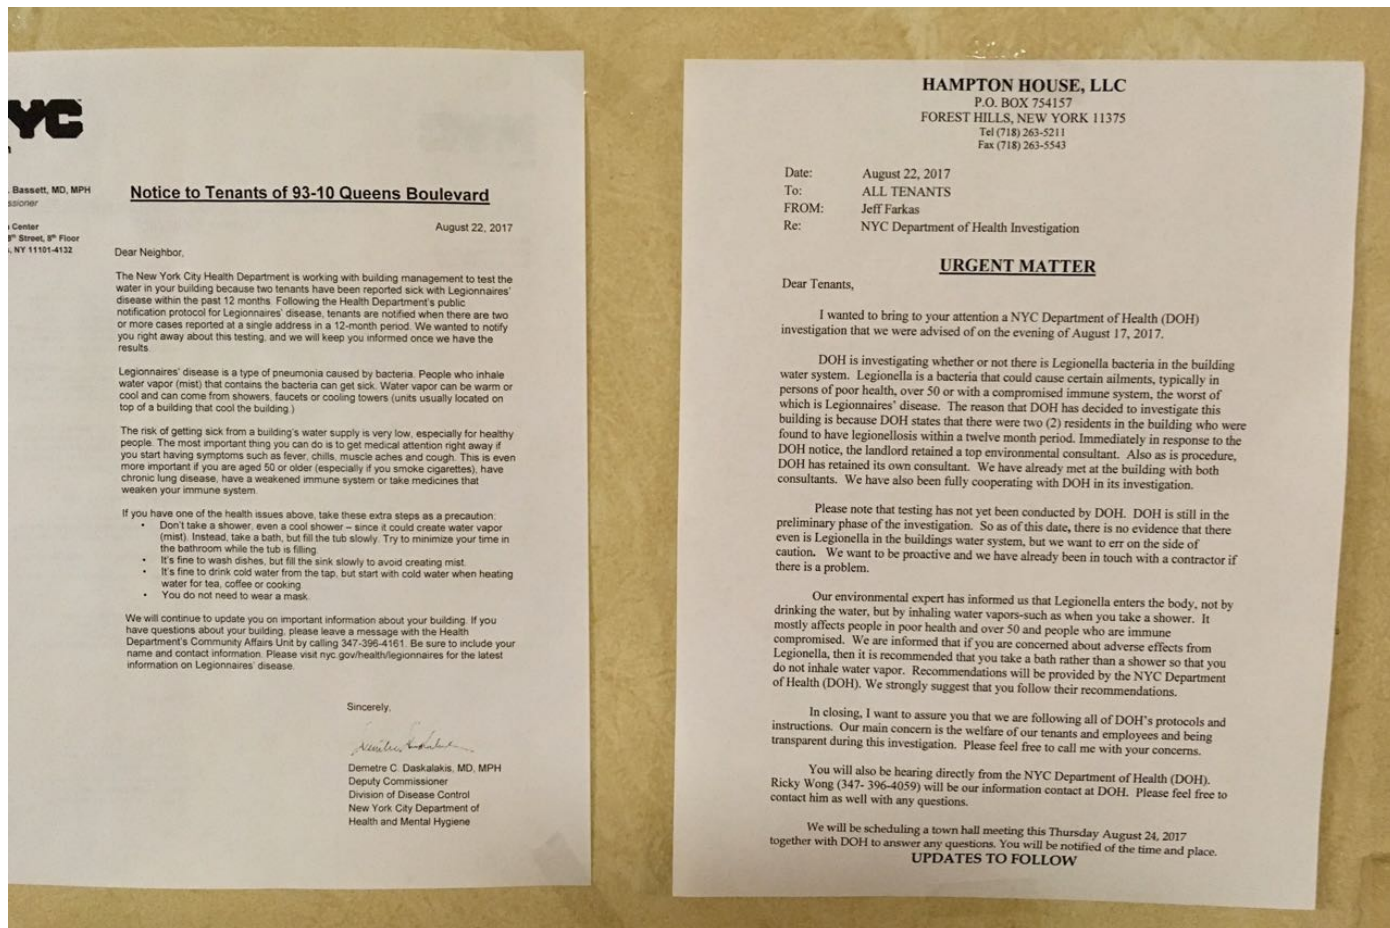 YC
. Bassett, MD, MPH
ssioner
Center
8th Street, 8th Floor
, NY 11101-4132
Notice to Tenants of 93-10 Queens Boulevard
August 22, 2017
Dear Neighbor,
The New York City Health Department is working with building management to test the
water in your building because two tenants have been reported sick with Legionnaires'
disease within the past 12 months. Following the Health Department's public
notification protocol for Legionnaires' disease, tenants are notified when there are two
or more cases reported at a single address in a 12-month period. We wanted to notify
you right away about this testing, and we will keep you informed once we have the
results.
Legionnaires' disease is a type of pneumonia caused by bacteria. People who inhale
water vapor (mist) that contains the bacteria can get sick. Water vapor can be warm or
cool and can come from showers, faucets or cooling towers (units usually located on
top of a building that cool the building.)
The risk of getting sick from a building's water supply is very low, especially for healthy
people. The most important thing you can do is to get medical attention right away if
you start having symptoms such as fever, chills, muscle aches and cough. This is even
more important if you are aged 50 or older (especially if you smoke cigarettes), have
chronic lung disease, have a weakened immune system or take medicines that
weaken your immune system.
If you have one of the health issues above, take these extra steps as a precaution:
• Don't take a shower, even a cool shower – since it could create water vapor
(mist). Instead, take a bath, but fill the tub slowly. Try to minimize your time in
the bathroom while the tub is filling.
• It's fine to wash dishes, but fill the sink slowly to avoid creating mist.
• It's fine to drink cold water from the tap, but start with cold water when heating
water for tea, coffee or cooking.
• You do not need to wear a mask.
We will continue to update you on important information about your building. If you
have questions about your building, please leave a message with the Health
Department's Community Affairs Unit by calling 347-396-4161. Be sure to include your
name and contact information. Please visit nyc.gov/health/legionnaires for the latest
information on Legionnaires' disease.
Sincerely,
Demetre C. Daskalakis, MD, MPH
Deputy Commissioner
Division of Disease Control
New York City Department of
Health and Mental Hygiene
HAMPTON HOUSE, LLC
P.O. BOX 754157
FOREST HILLS, NEW YORK 11375
Tel (718) 263-5211
Fax (718) 263-5543
Date: August 22, 2017
To: ALL TENANTS
FROM: Jeff Farkas
Re: NYC Department of Health Investigation
URGENT MATTER
Dear Tenants,
I wanted to bring to your attention a NYC Department of Health (DOH)
investigation that we were advised of on the evening of August 17, 2017.
DOH is investigating whether or not there is Legionella bacteria in the building
water system. Legionella is a bacteria that could cause certain ailments, typically in
persons of poor health, over 50 or with a compromised immune system, the worst of
which is Legionnaires' disease. The reason that DOH has decided to investigate this
building is because DOH states that there were two (2) residents in the building who were
found to have legionellosis within a twelve month period. Immediately in response to the
DOH notice, the landlord retained a top environmental consultant. Also as is procedure,
DOH has retained its own consultant. We have already met at the building with both
consultants. We have also been fully cooperating with DOH in its investigation.
Please note that testing has not yet been conducted by DOH. DOH is still in the
preliminary phase of the investigation. So as of this date, there is no evidence that there
even is Legionella in the buildings water system, but we want to err on the side of
caution. We want to be proactive and we have already been in touch with a contractor if
there is a problem.
Our environmental expert has informed us that Legionella enters the body, not by
drinking the water, but by inhaling water vapors-such as when you take a shower. It
mostly affects people in poor health and over 50 and people who are immune
compromised. We are informed that if you are concerned about adverse effects from
Legionella, then it is recommended that you take a bath rather than a shower so that you
do not inhale water vapor. Recommendations will be provided by the NYC Department
of Health (DOH). We strongly suggest that you follow their recommendations.
In closing, I want to assure you that we are following all of DOH's protocols and
instructions. Our main concern is the welfare of our tenants and employees and being
transparent during this investigation. Please feel free to call me with your concerns.
You will also be hearing directly from the NYC Department of Health (DOH).
Ricky Wong (347- 396-4059) will be our information contact at DOH. Please feel free to
contact him as well with any questions.
We will be scheduling a town hall meeting this Thursday August 24, 2017
together with DOH to answer any questions. You will be notified of the time and place.
UPDATES TO FOLLOW